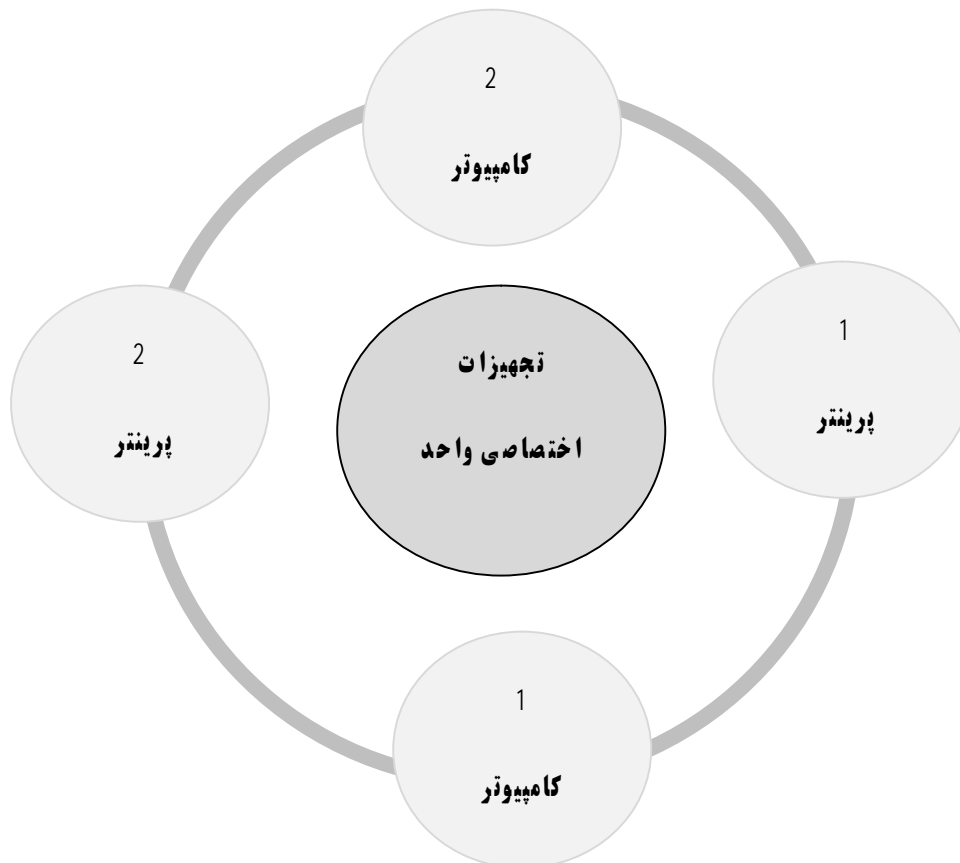 2
کامپیوتر
1
پرینتر
2
پرینتر
تجهیزات
اختصاصی واحد
1
کامپیوتر